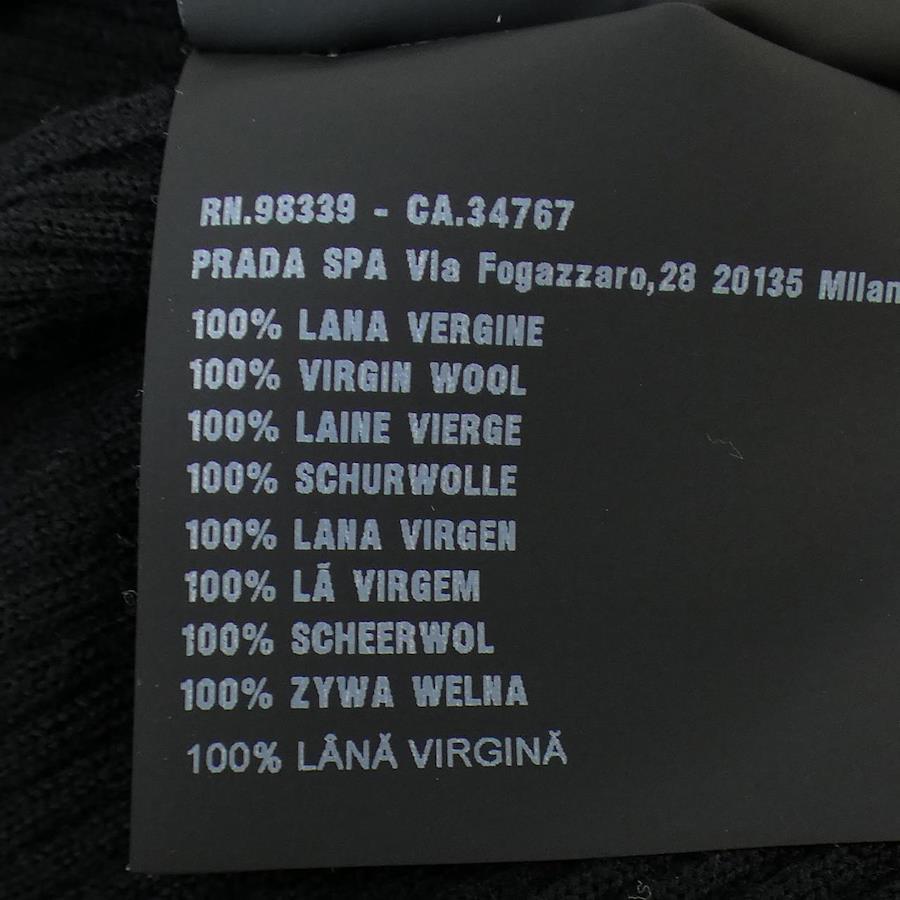 RN.98339 - CA.34767
PRADA SPA Via Fogazzaro,28 20135 Milan
100% LANA VERGINE
100% VIRGIN WOOL
100% LAINE VIERGE
100% SCHURWOLLE
100% LANA VIRGEN
100% LÃ VIRGEM
100% SCHEERWOL
100% ZYWA WELNA
100% LÂNĂ VIRGINĂ